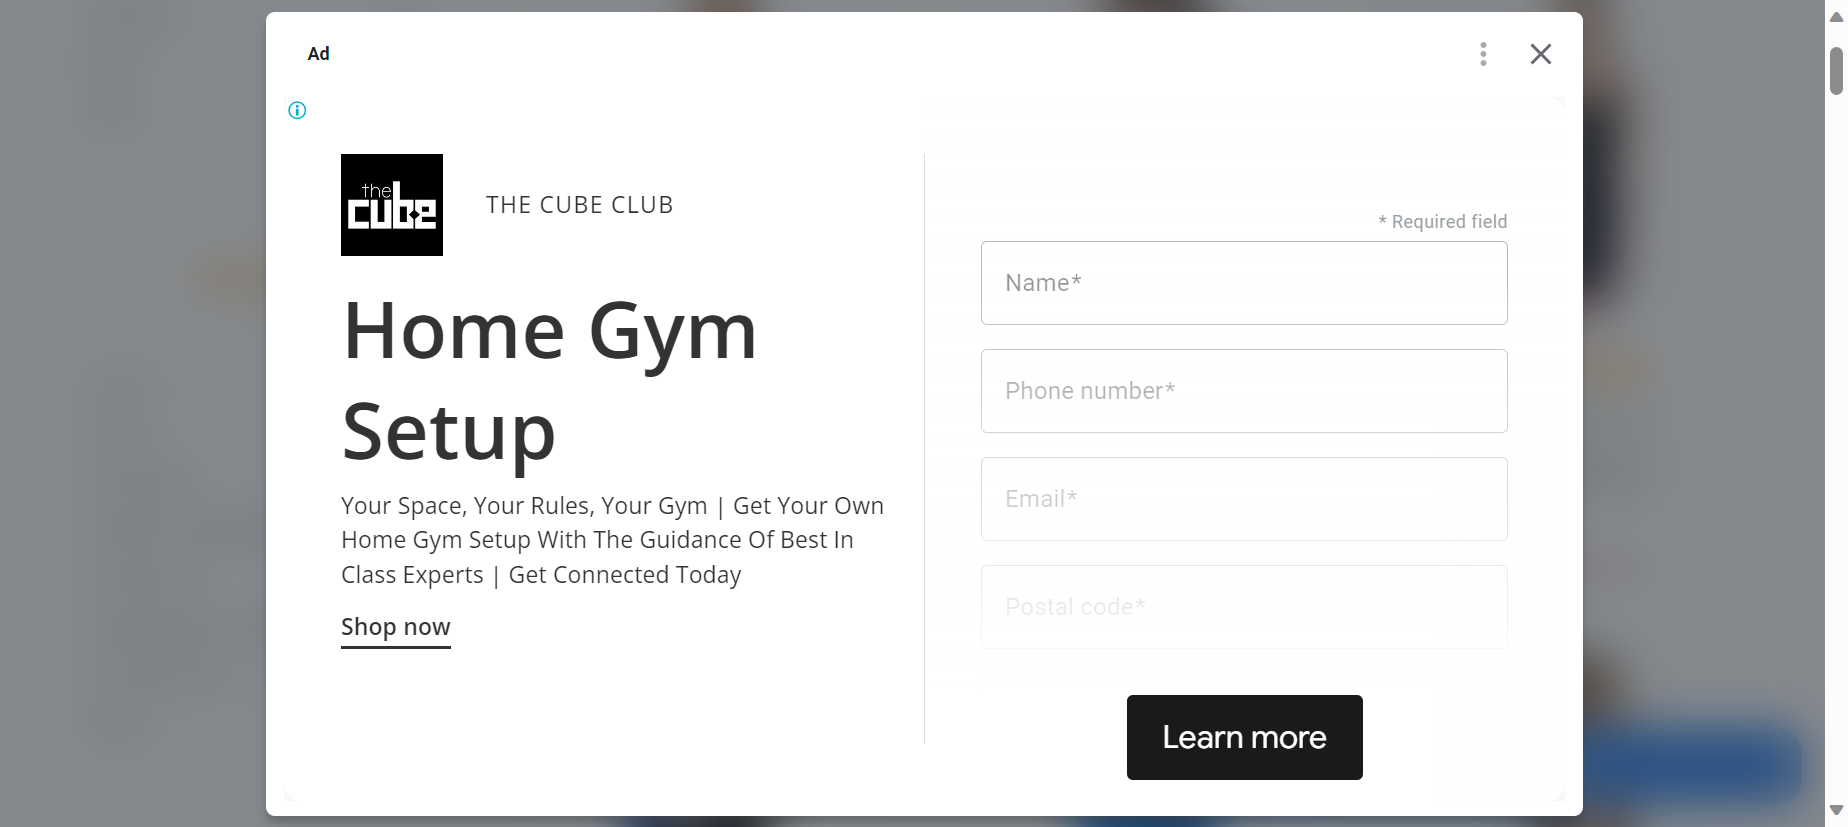 Ad
the
cube
THE CUBE CLUB
Home Gym
Setup
Your Space, Your Rules, Your Gym | Get Your Own
Home Gym Setup With The Guidance Of Best In
Class Experts | Get Connected Today
Shop now
* Required field
Name*
Phone number*
Email*
Postal code*
Learn more